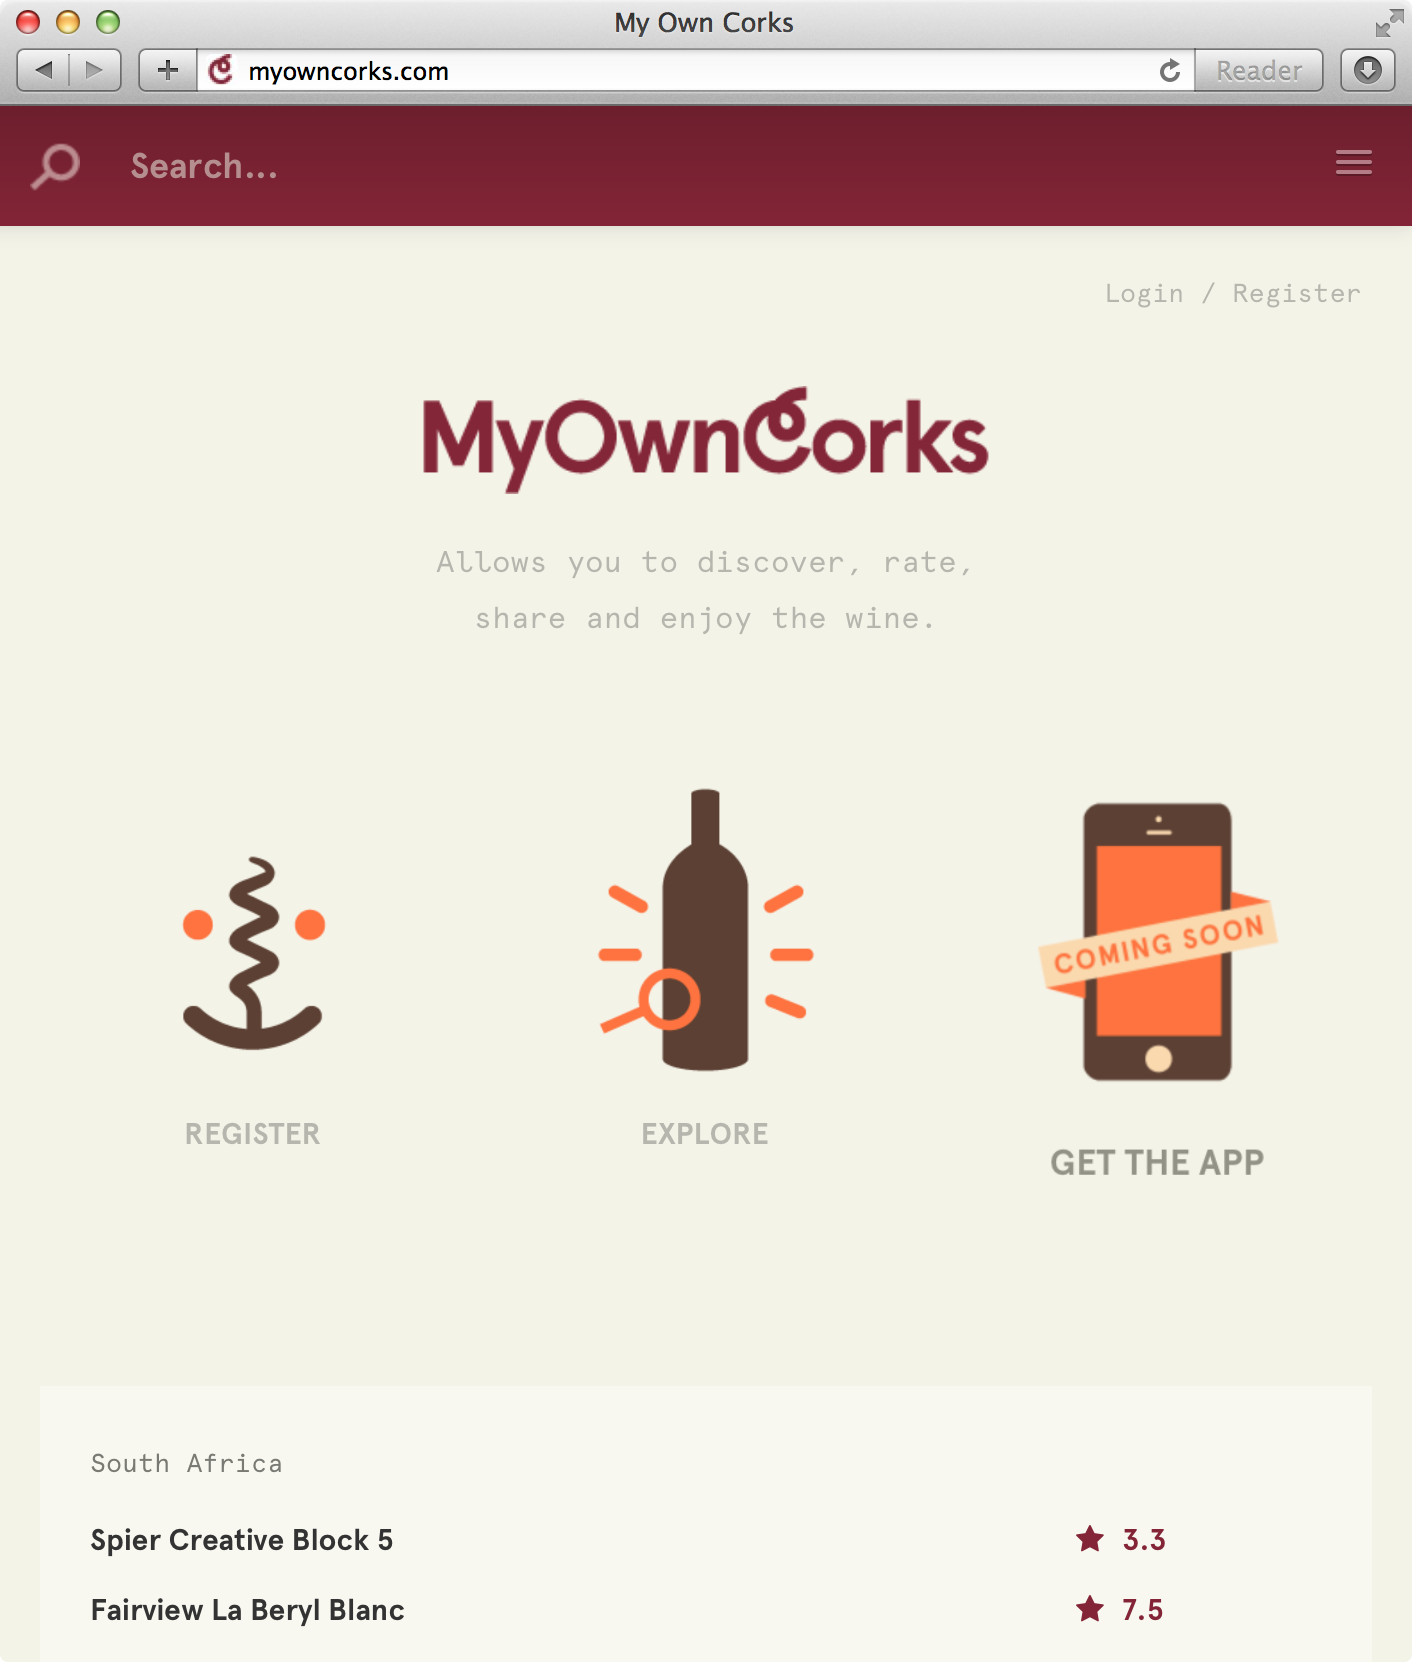 My Own Corks
myowncorks.com
Reader
Search...
Login / Register
MyOwnCorks
Allows you to discover, rate,
share and enjoy the wine.
COMING SOON
REGISTER
EXPLORE
GET THE APP
South Africa
Spier Creative Block 5 3.3
Fairview La Beryl Blanc 7.5